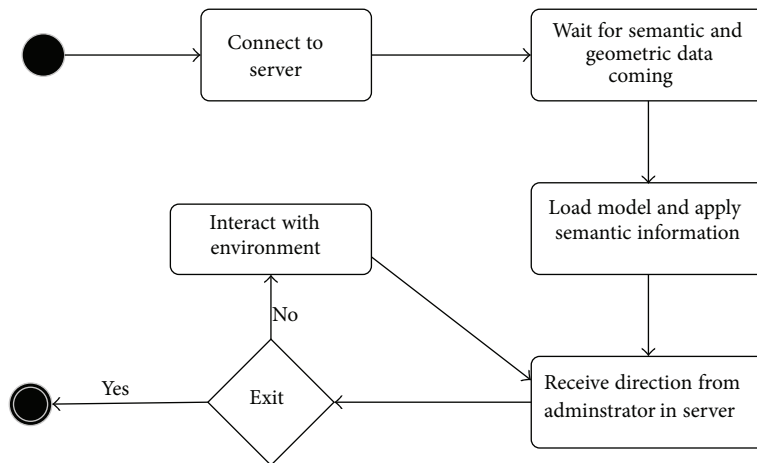 Connect to
server
Wait for semantic and
geometric data
coming
Load model and apply
semantic information
Interact with
environment
No
Yes
Exit
Receive direction from
adminstrator in server